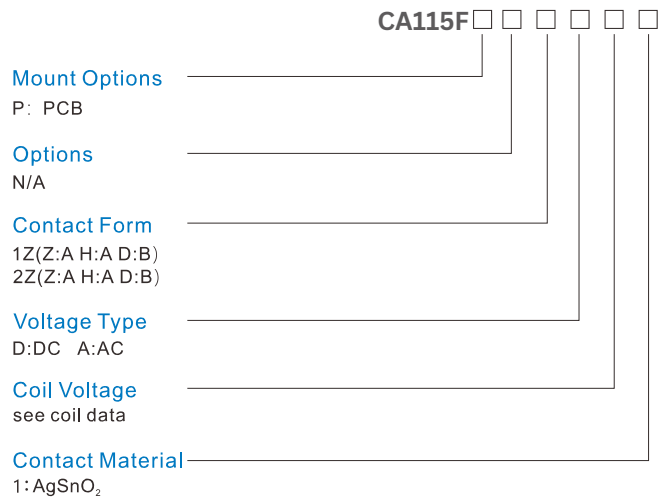 CA115F□□□□□□
Mount Options
P: PCB
Options
N/A
Contact Form
1Z(Z:A H:A D:B)
2Z(Z:A H:A D:B)
Voltage Type
D:DC A:AC
Coil Voltage
see coil data
Contact Material
1:AgSnO₂